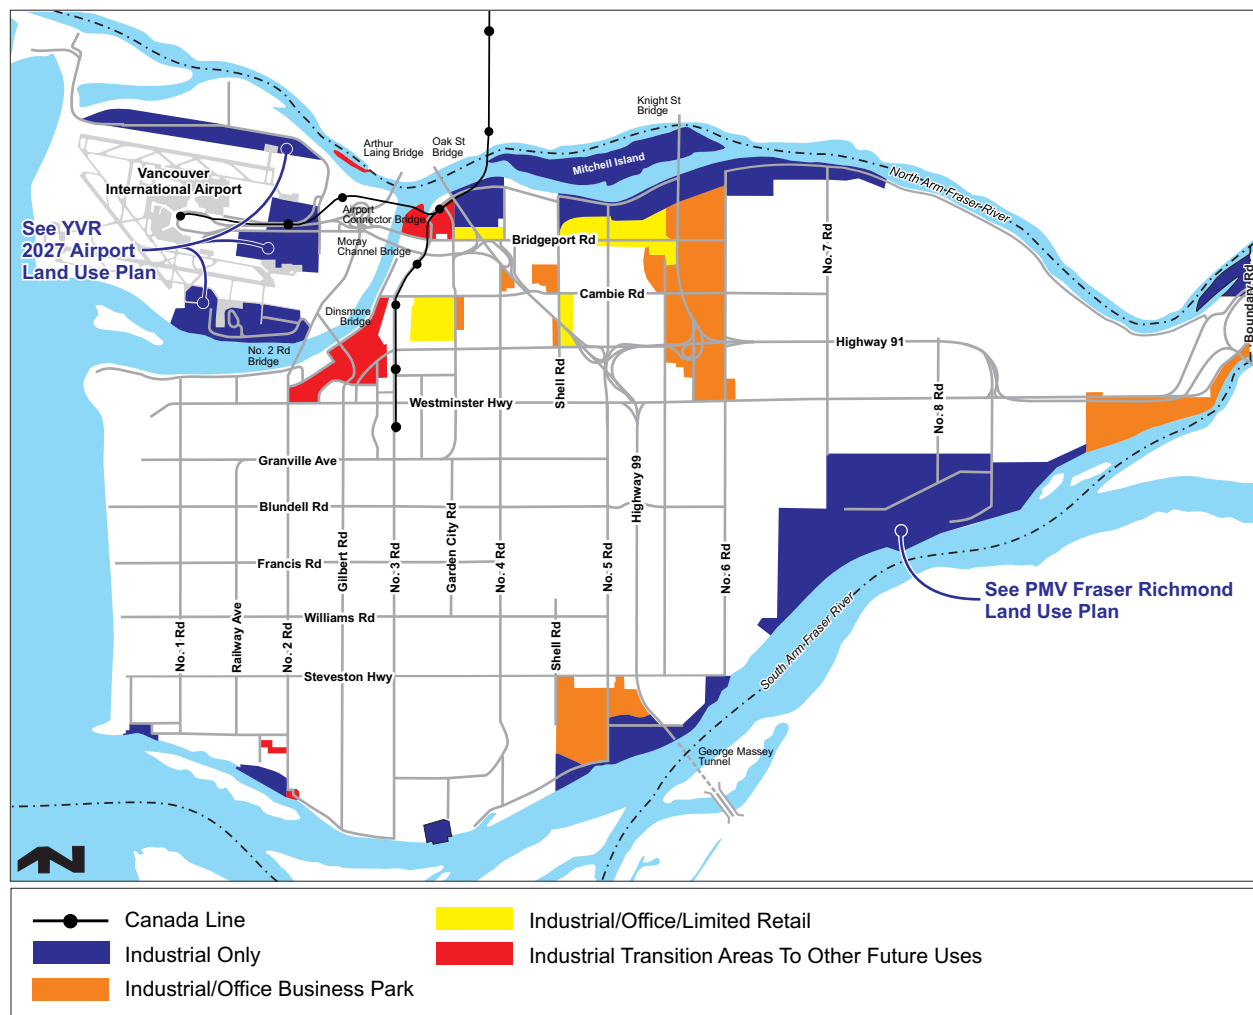 Knight St
Bridge
Arthur
Laing Bridge
Oak St
Bridge
Mitchell Island
North Arm Fraser River
Vancouver
International Airport
Airport
Connector Bridge
See YVR
2027 Airport
Land Use Plan
Moray
Channel Bridge
Bridgeport Rd
No. 7 Rd
Boundary Rd
Cambie Rd
Dinsmore
Bridge
No. 2 Rd
Bridge
Highway 91
Shell Rd
Westminster Hwy
No. 8 Rd
Granville Ave
Highway 99
Blundell Rd
Gilbert Rd
No. 3 Rd
Garden City Rd
No. 4 Rd
No. 5 Rd
No. 6 Rd
Francis Rd
See PMV Fraser Richmond
Land Use Plan
Williams Rd
No. 1 Rd
Railway Ave
No. 2 Rd
Shell Rd
South Arm Fraser River
Steveston Hwy
George Massey
Tunnel
N
Canada Line
Industrial Only
Industrial/Office Business Park
Industrial/Office/Limited Retail
Industrial Transition Areas To Other Future Uses